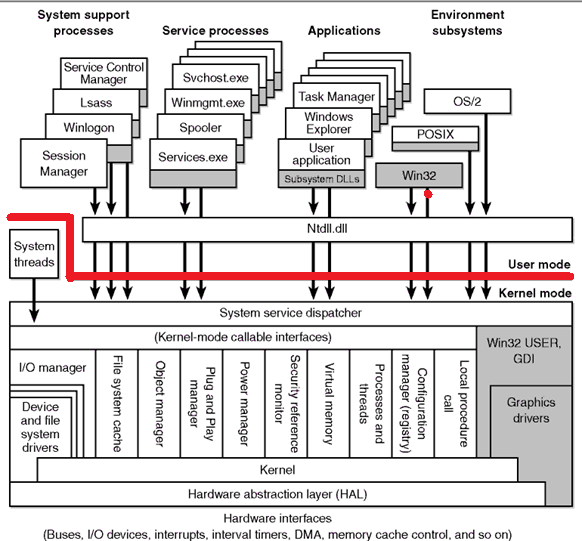 System support
processes
Service processes
Applications
Environment
subsystems
Service Control
Manager
Lsass
Winlogon
Session
Manager
Svchost.exe
Winmgmt.exe
Spooler
Services.exe
Task Manager
Windows
Explorer
User
application
Subsystem DLLs
OS/2
POSIX
Win32
Ntdll.dll
System
threads
User mode
Kernel mode
System service dispatcher
(Kernel-mode callable interfaces)
I/O manager
Device and file
system
drivers
File system cache
Object manager
Plug and Play
manager
Power manager
Security reference
monitor
Virtual memory
Processes and
threads
Configuration
manager (registry)
Local procedure
call
Win32 USER,
GDI
Graphics
drivers
Kernel
Hardware abstraction layer (HAL)
Hardware interfaces
(Buses, I/O devices, interrupts, interval timers, DMA, memory cache control, and so on)